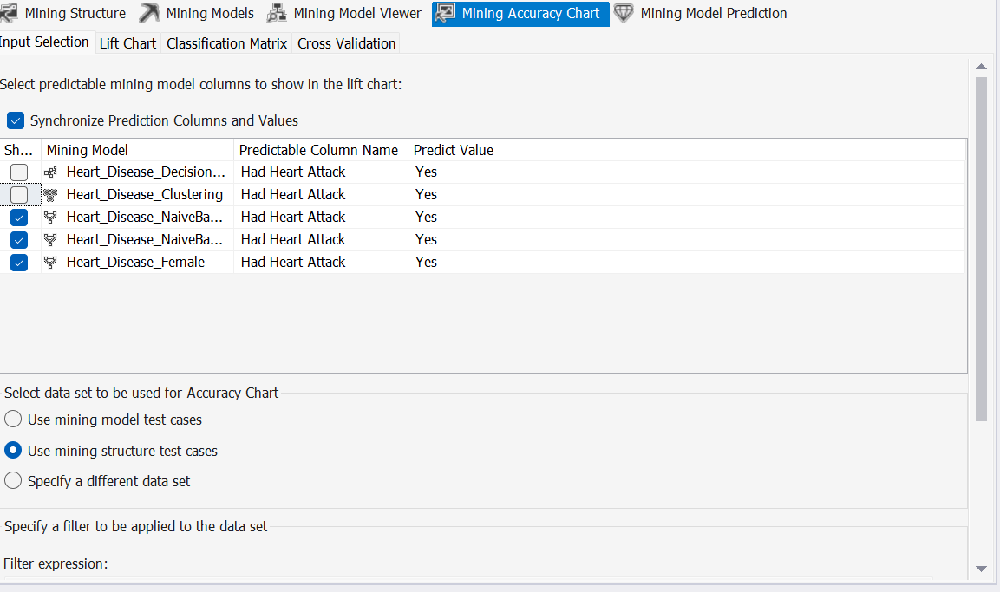 Mining Structure Mining Models Mining Model Viewer Mining Accuracy Chart Mining Model Prediction
Input Selection Lift Chart Classification Matrix Cross Validation
Select predictable mining model columns to show in the lift chart:
Synchronize Prediction Columns and Values
Sh... Mining Model Predictable Column Name Predict Value
Heart_Disease_Decision... Had Heart Attack Yes
Heart_Disease_Clustering Had Heart Attack Yes
Heart_Disease_NaiveBa... Had Heart Attack Yes
Heart_Disease_NaiveBa... Had Heart Attack Yes
Heart_Disease_Female Had Heart Attack Yes
Select data set to be used for Accuracy Chart
Use mining model test cases
Use mining structure test cases
Specify a different data set
Specify a filter to be applied to the data set
Filter expression: